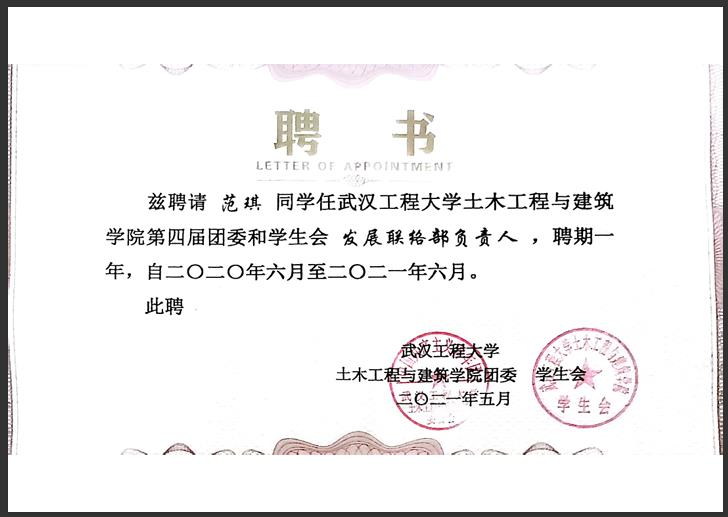 聘 书
LETTER OF APPOINTMENT
兹聘请 范琪 同学任武汉工程大学土木工程与建筑
学院第四届团委和学生会 发展联络部负责人 ，聘期一
年，自二〇二〇年六月至二〇二一年六月。
此聘
武汉工程大学
土木工程与建筑学院团委 学生会
二〇二一年五月
学生会